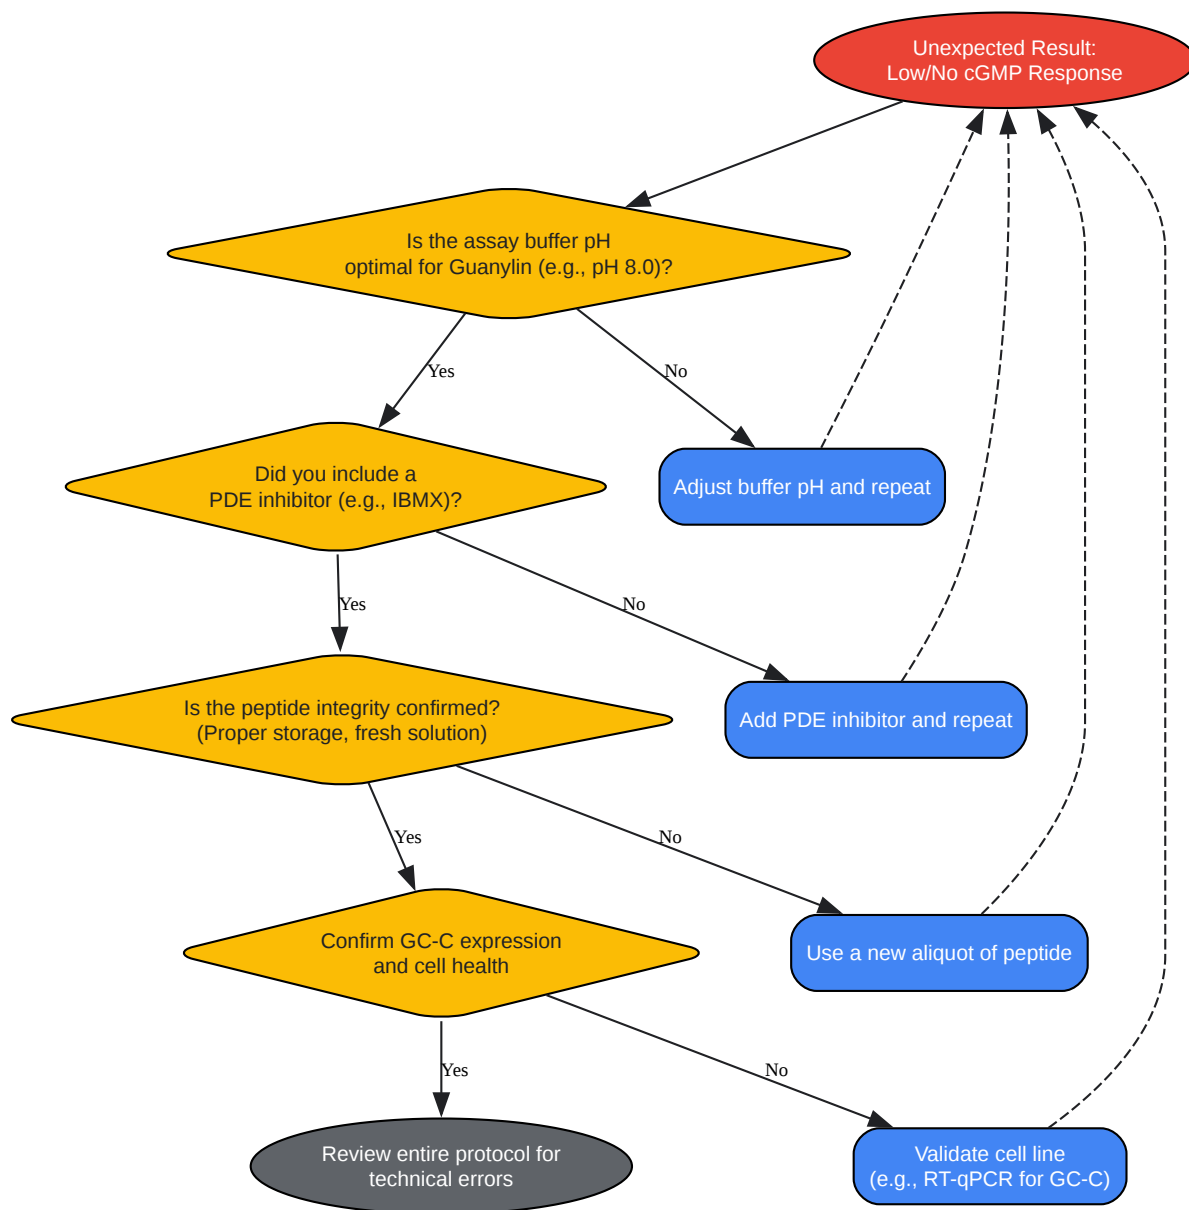 Unexpected Result:
Low/No cGMP Response
Is the assay buffer pH
optimal for Guanylin (e.g., pH 8.0)?
Yes
No
Did you include a
PDE inhibitor (e.g., IBMX)?
Adjust buffer pH and repeat
Yes
No
Is the peptide integrity confirmed?
(Proper storage, fresh solution)
Add PDE inhibitor and repeat
Yes
No
Confirm GC-C expression
and cell health
Use a new aliquot of peptide
Yes
No
Review entire protocol for
technical errors
Validate cell line
(e.g., RT-qPCR for GC-C)